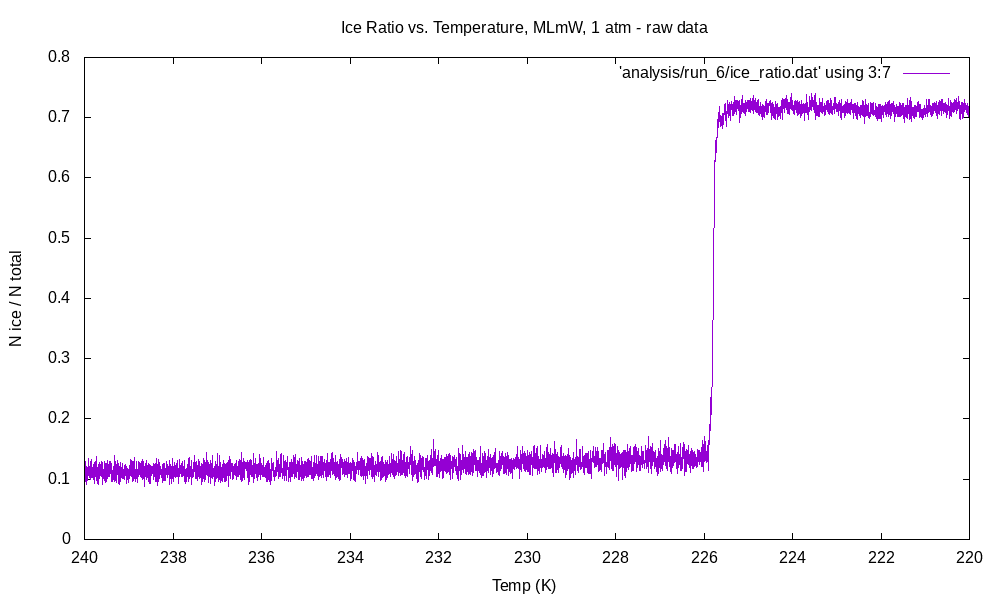 Ice Ratio vs. Temperature, MLmW, 1 atm - raw data
'analysis/run_6/ice_ratio.dat' using 3:7
0.8
0.7
0.6
0.5
0.4
0.3
0.2
0.1
0
N ice / N total
240 238 236 234 232 230 228 226 224 222 220
Temp (K)